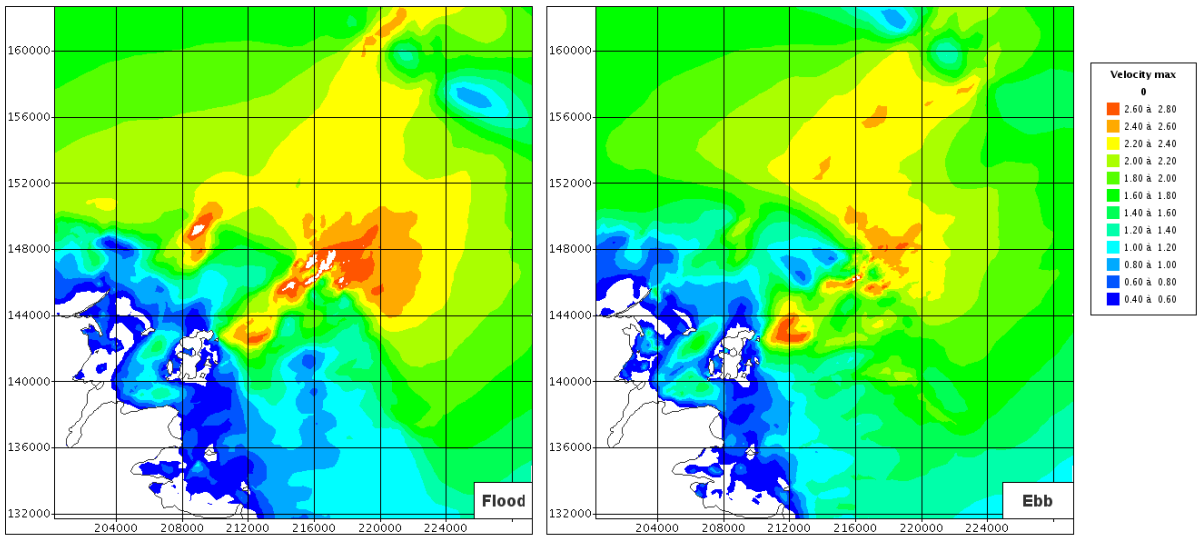 160000
156000
152000
148000
144000
140000
136000
132000
204000 208000 212000 216000 220000 224000
Flood
160000
156000
152000
148000
144000
140000
136000
132000
204000 208000 212000 216000 220000 224000
Ebb
Velocity max
0
2.60 à 2.80
2.40 à 2.60
2.20 à 2.40
2.00 à 2.20
1.80 à 2.00
1.60 à 1.80
1.40 à 1.60
1.20 à 1.40
1.00 à 1.20
0.80 à 1.00
0.60 à 0.80
0.40 à 0.60